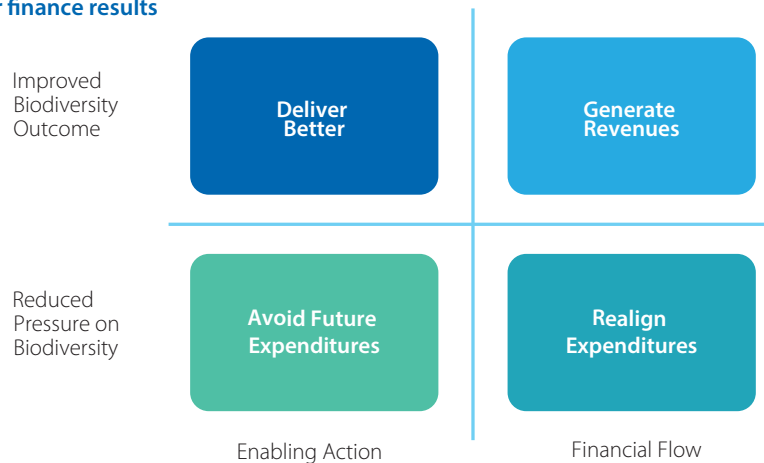 finance results
Improved
Biodiversity
Outcome
Deliver
Better
Generate
Revenues
Reduced
Pressure on
Biodiversity
Avoid Future
Expenditures
Realign
Expenditures
Enabling Action
Financial Flow